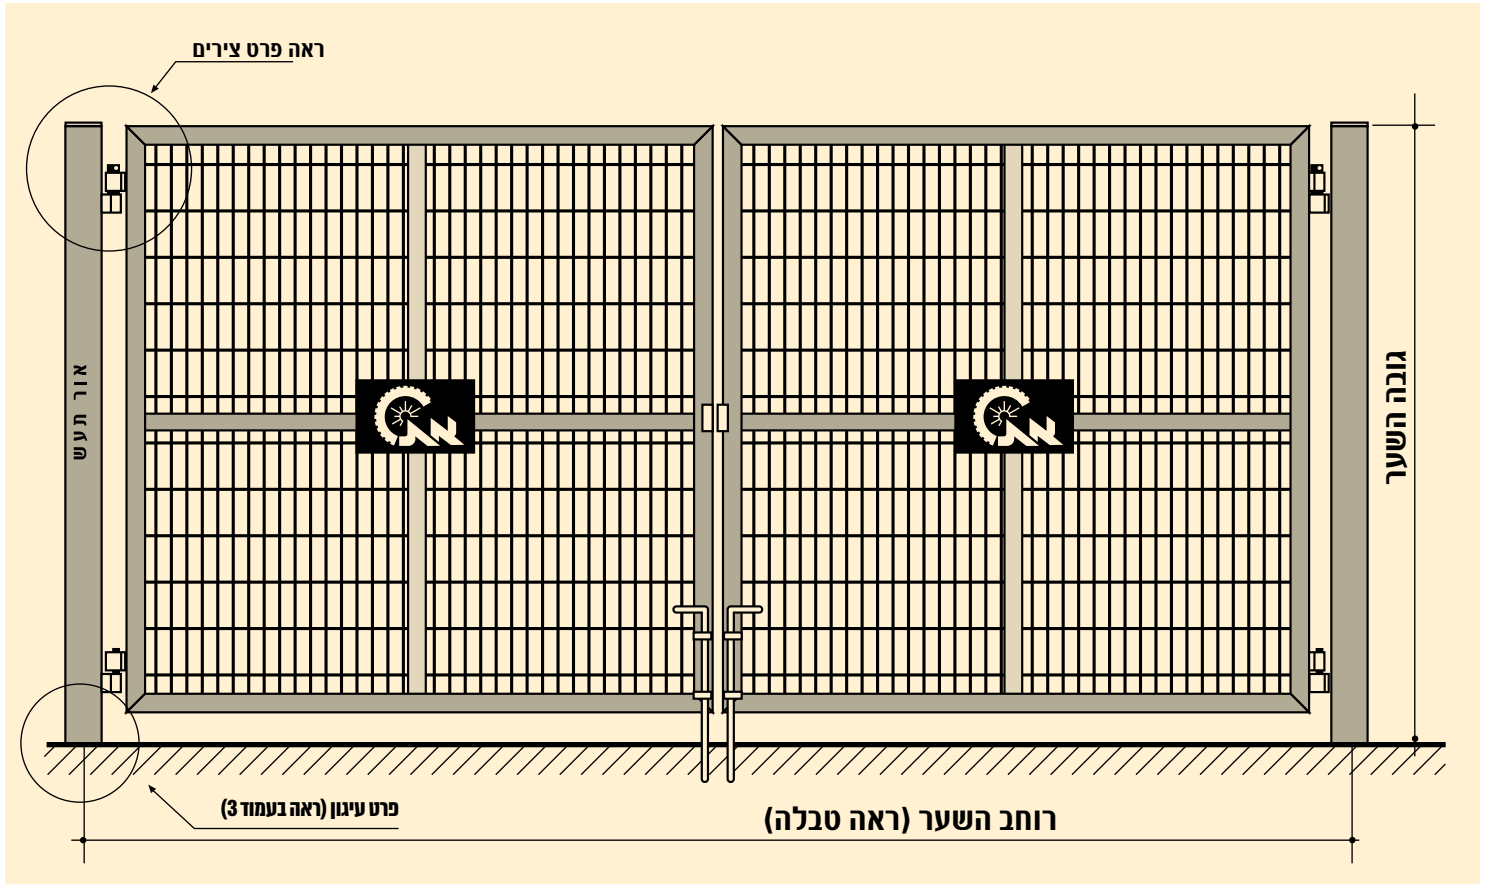 ראה פרט צירים
אור תעש
גובה השער
פרט עיגון (ראה בעמוד 3)
רוחב השער (ראה טבלה)